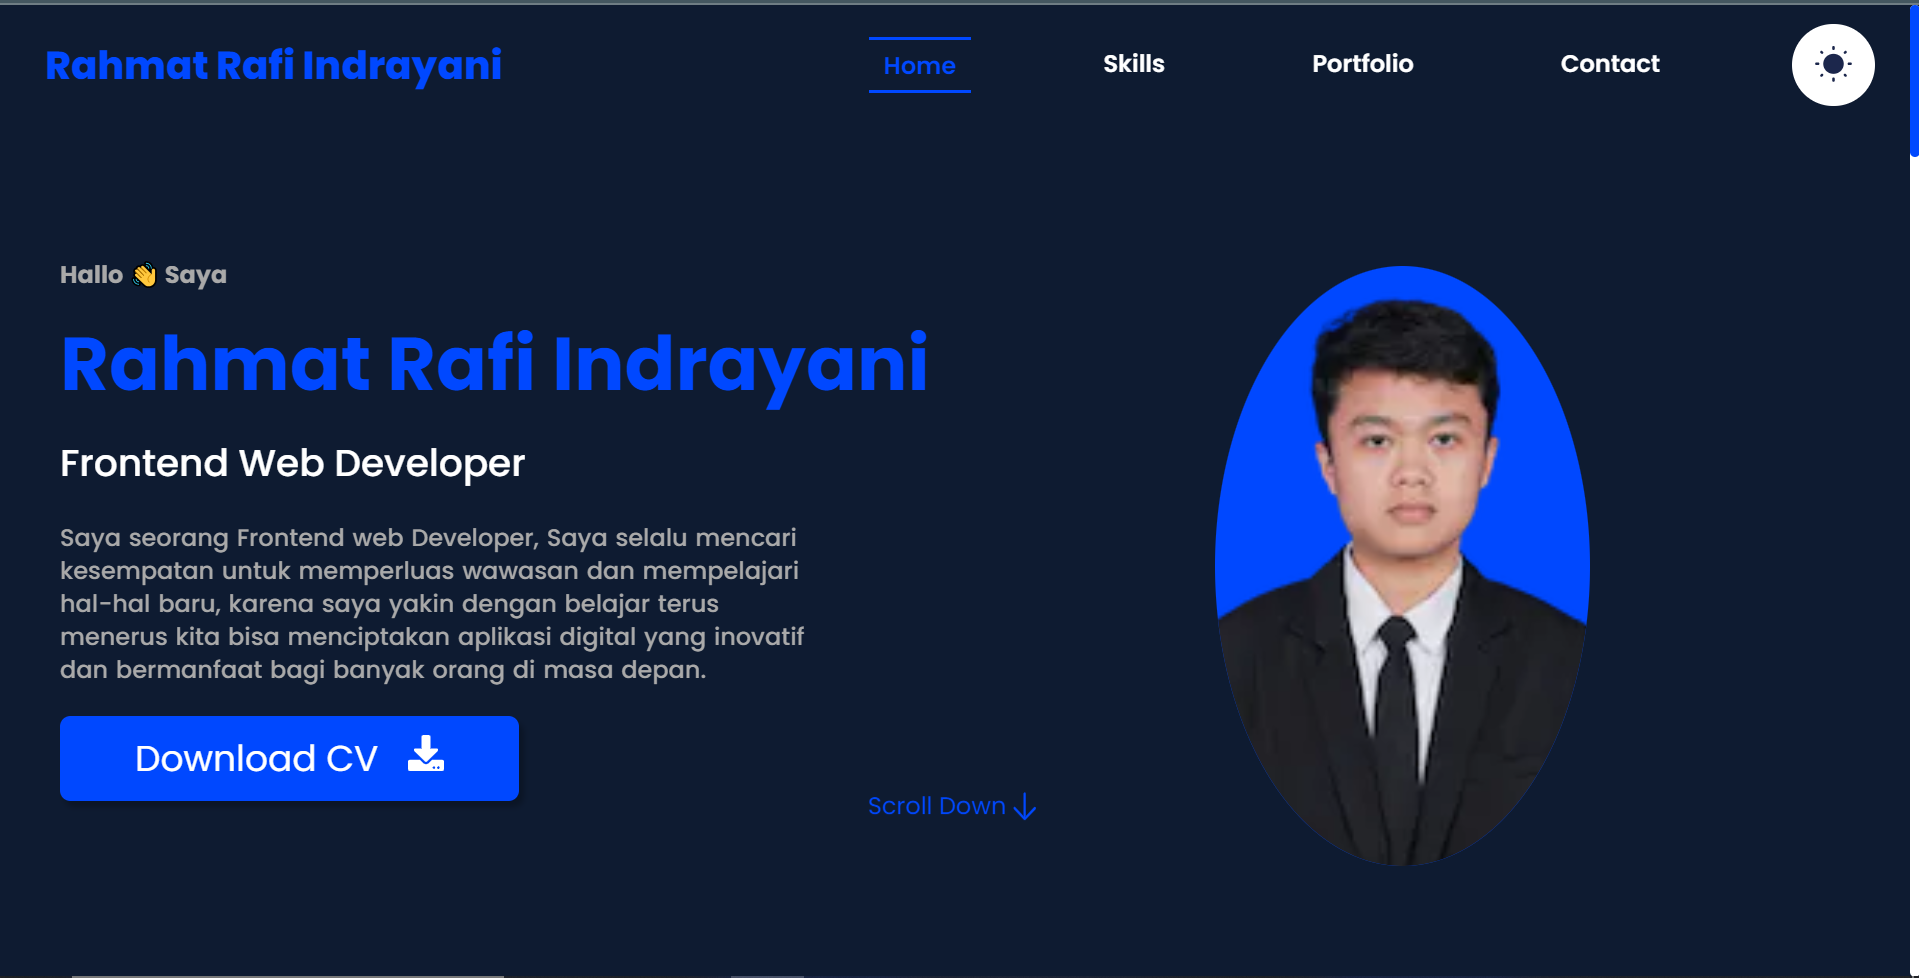 Rahmat Rafi Indrayani
Home
Skills
Portfolio
Contact
Hallo 👋 Saya
Rahmat Rafi Indrayani
Frontend Web Developer
Saya seorang Frontend web Developer, Saya selalu mencari
kesempatan untuk memperluas wawasan dan mempelajari
hal-hal baru, karena saya yakin dengan belajar terus
menerus kita bisa menciptakan aplikasi digital yang inovatif
dan bermanfaat bagi banyak orang di masa depan.
Download CV
Scroll Down